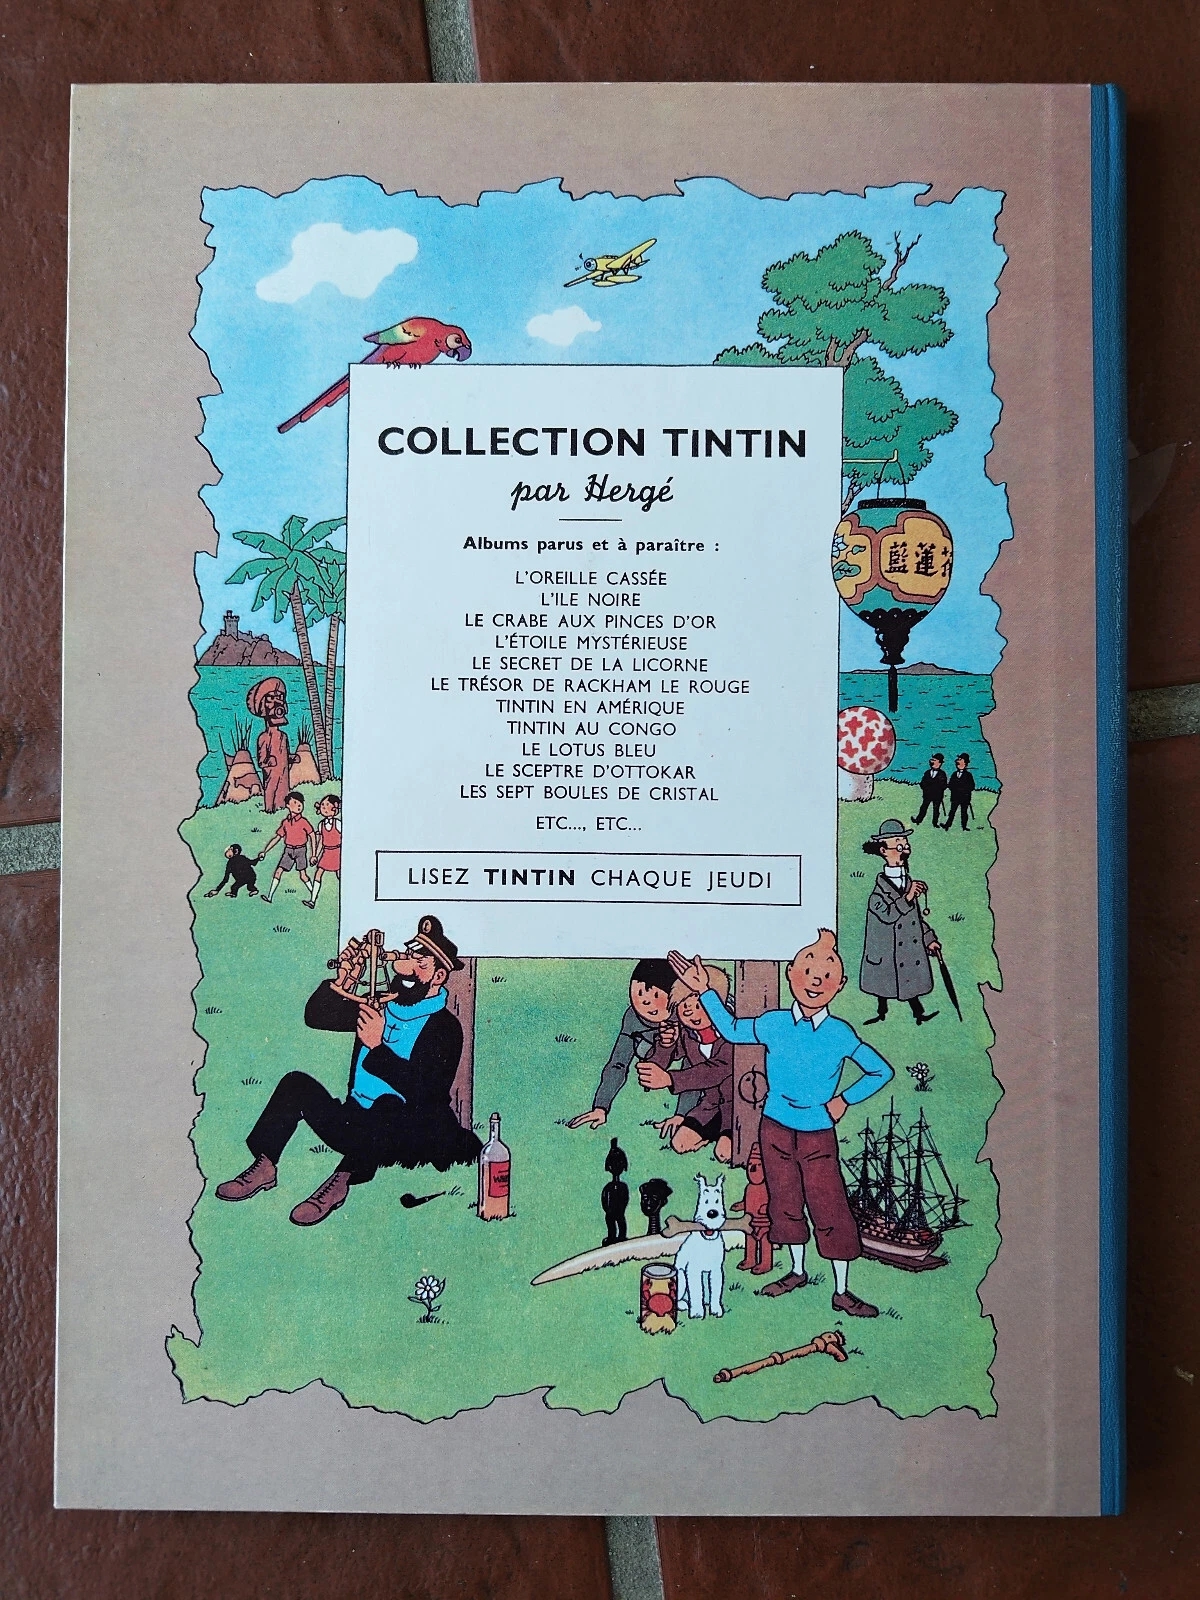 COLLECTION TINTIN
par Hergé
Albums parus et à paraître :
L'OREILLE CASSÉE
L'ILE NOIRE
LE CRABE AUX PINCES D'OR
L'ÉTOILE MYSTÉRIEUSE
LE SECRET DE LA LICORNE
LE TRÉSOR DE RACKHAM LE ROUGE
TINTIN EN AMÉRIQUE
TINTIN AU CONGO
LE LOTUS BLEU
LE SCEPTRE D'OTTOKAR
LES SEPT BOULES DE CRISTAL
ETC..., ETC...
LISEZ TINTIN CHAQUE JEUDI
藍蓮